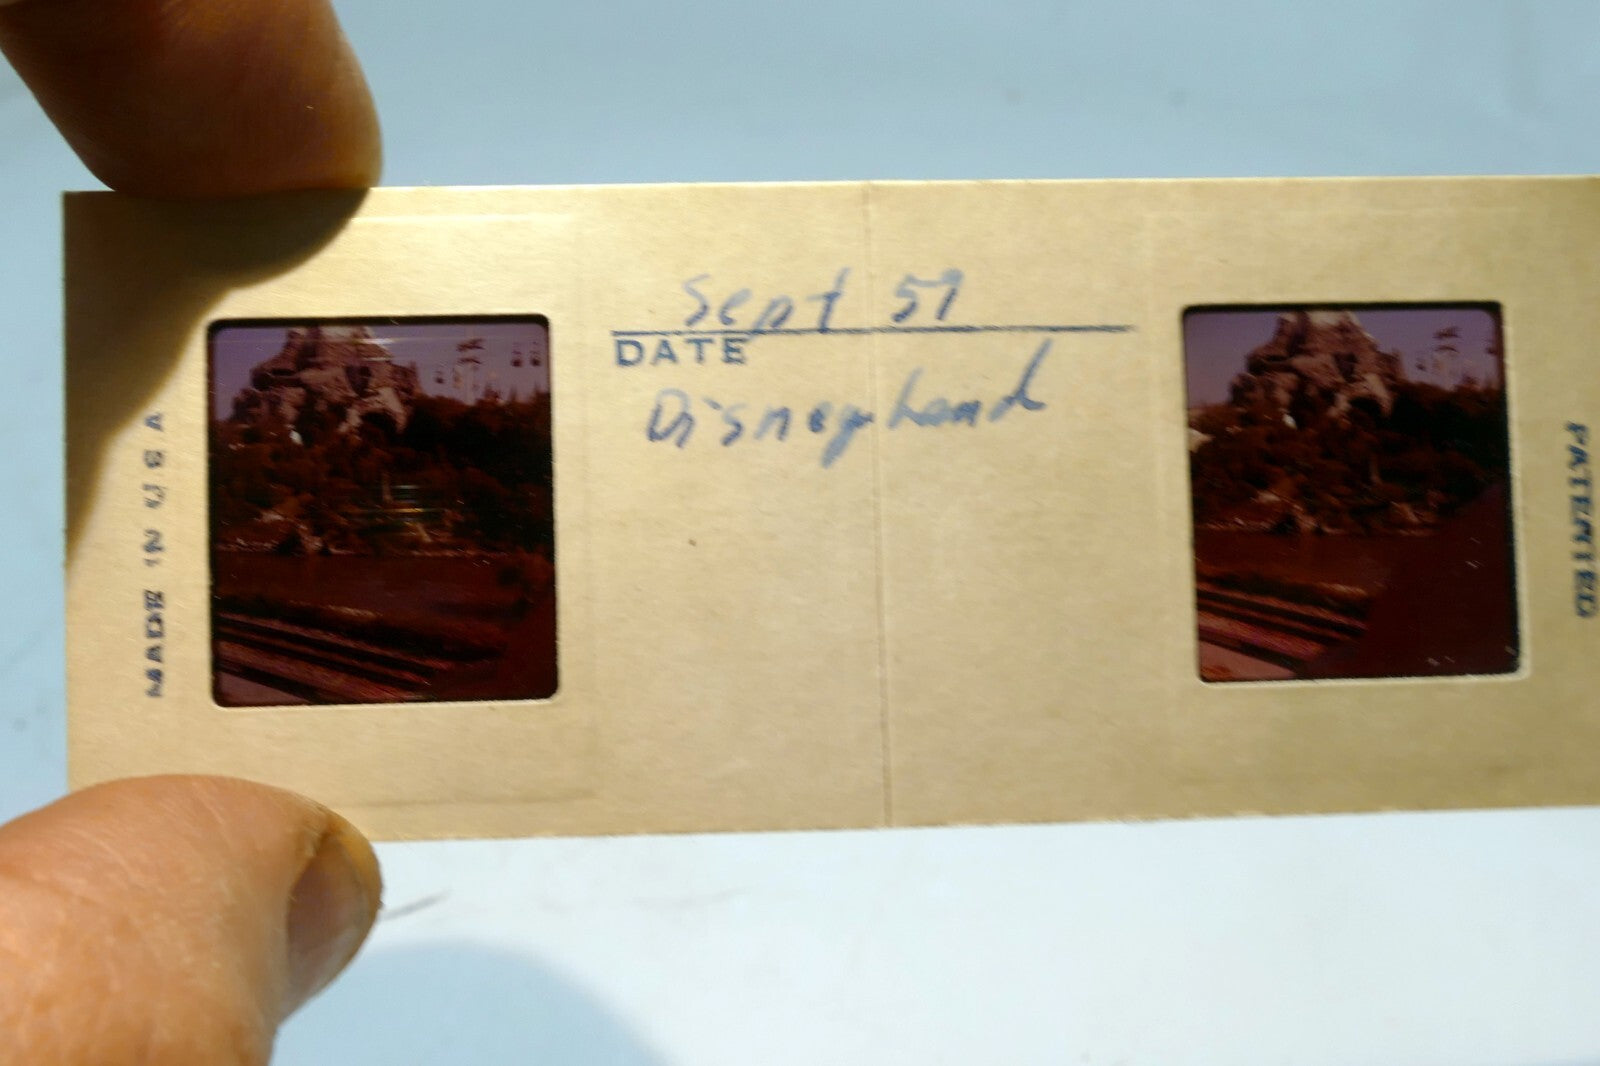 Sept 59
DATE
Disneyland
MADE IN U S A
PATENTED